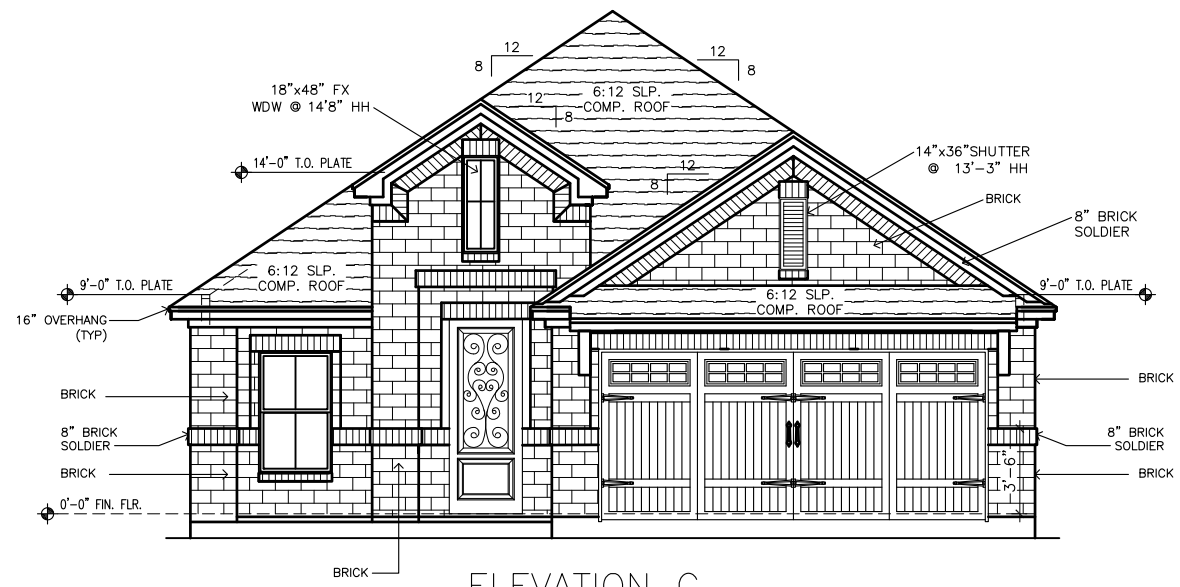 12
8
12
8
18"x48" FX
WDW @ 14'8" HH
6:12 SLP.
COMP. ROOF
12
8
14'-0" T.O. PLATE
14"x36"SHUTTER
@ 13'-3" HH
12
8
BRICK
8" BRICK
SOLDIER
6:12 SLP.
COMP. ROOF
9'-0" T.O. PLATE
9'-0" T.O. PLATE
6:12 SLP.
COMP. ROOF
16" OVERHANG
(TYP)
BRICK
BRICK
8" BRICK
SOLDIER
8" BRICK
SOLDIER
BRICK
BRICK
3'-6"
0'-0" FIN. FLR.
BRICK
ELEVATION C